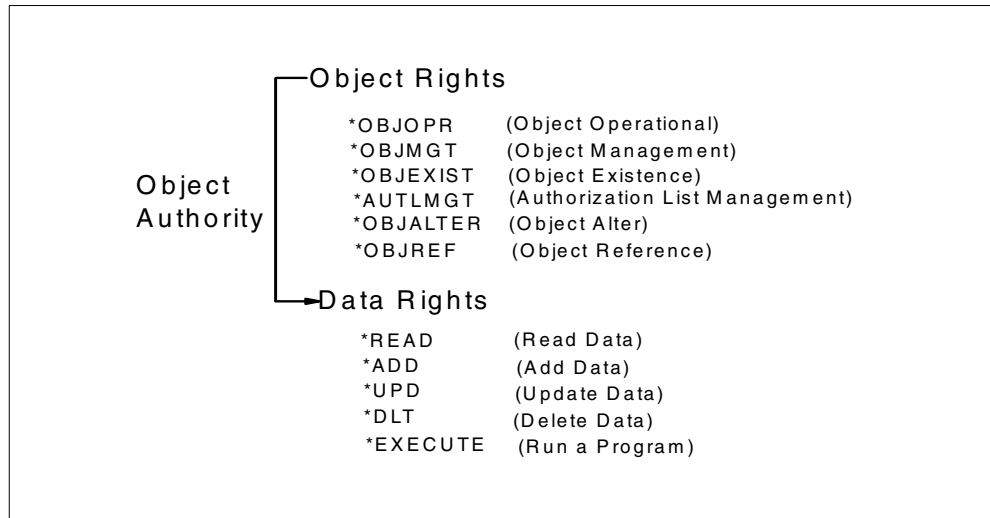 Object Rights
*OBJOPR (Object Operational)
*OBJMGT (Object Management)
*OBJEXIST (Object Existence)
*AUTLMGT (Authorization List Management)
*OBJALTER (Object Alter)
*OBJREF (Object Reference)
Object
Authority
Data Rights
*READ (Read Data)
*ADD (Add Data)
*UPD (Update Data)
*DLT (Delete Data)
*EXECUTE (Run a Program)